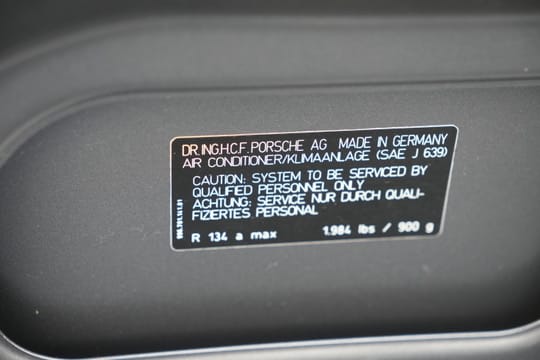 DR.ING.H.C.F. PORSCHE AG MADE IN GERMANY
AIR CONDITIONER/KLIMAANLAGE (SAE J 639)
CAUTION: SYSTEM TO BE SERVICED BY
QUALIFIED PERSONNEL ONLY
ACHTUNG: SERVICE NUR DURCH QUALI-
FIZIERTES PERSONAL
R 134 a max 1.984 lbs / 900 g